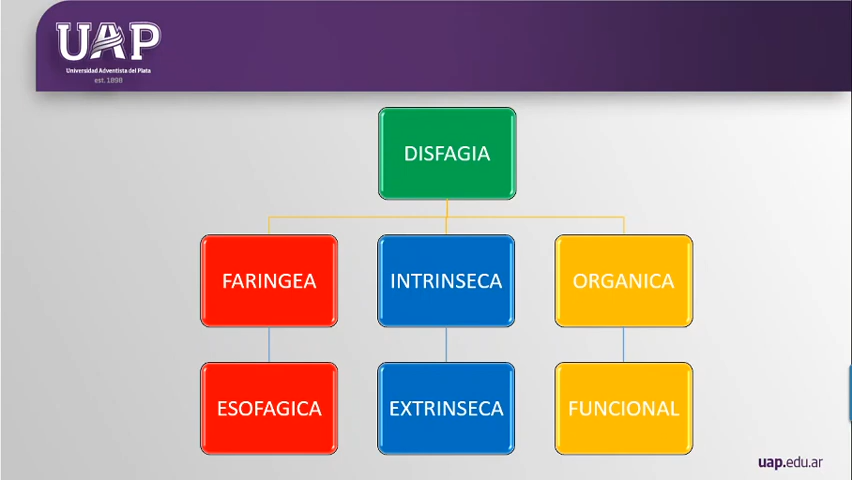 UAP
Universidad Adventista del Plata
est. 1898
DISFAGIA
FARINGEA
INTRINSECA
ORGANICA
ESOFAGICA
EXTRINSECA
FUNCIONAL
uap.edu.ar